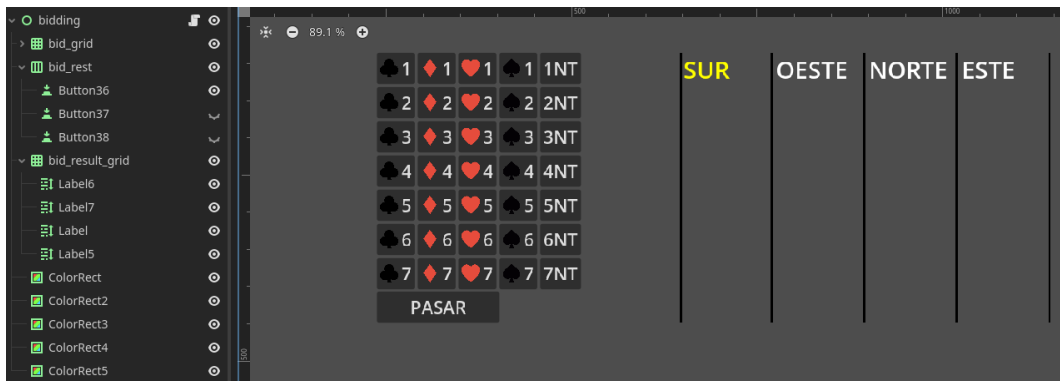 bidding
bid_grid
bid_rest
Button36
Button37
Button38
bid_result_grid
Label6
Label7
Label
Label5
ColorRect
ColorRect2
ColorRect3
ColorRect4
ColorRect5
500
1000
89.1 %
500
♣1 ♦1 ♥1 ♠1 1NT
♣2 ♦2 ♥2 ♠2 2NT
♣3 ♦3 ♥3 ♠3 3NT
♣4 ♦4 ♥4 ♠4 4NT
♣5 ♦5 ♥5 ♠5 5NT
♣6 ♦6 ♥6 ♠6 6NT
♣7 ♦7 ♥7 ♠7 7NT
PASAR
SUR OESTE NORTE ESTE